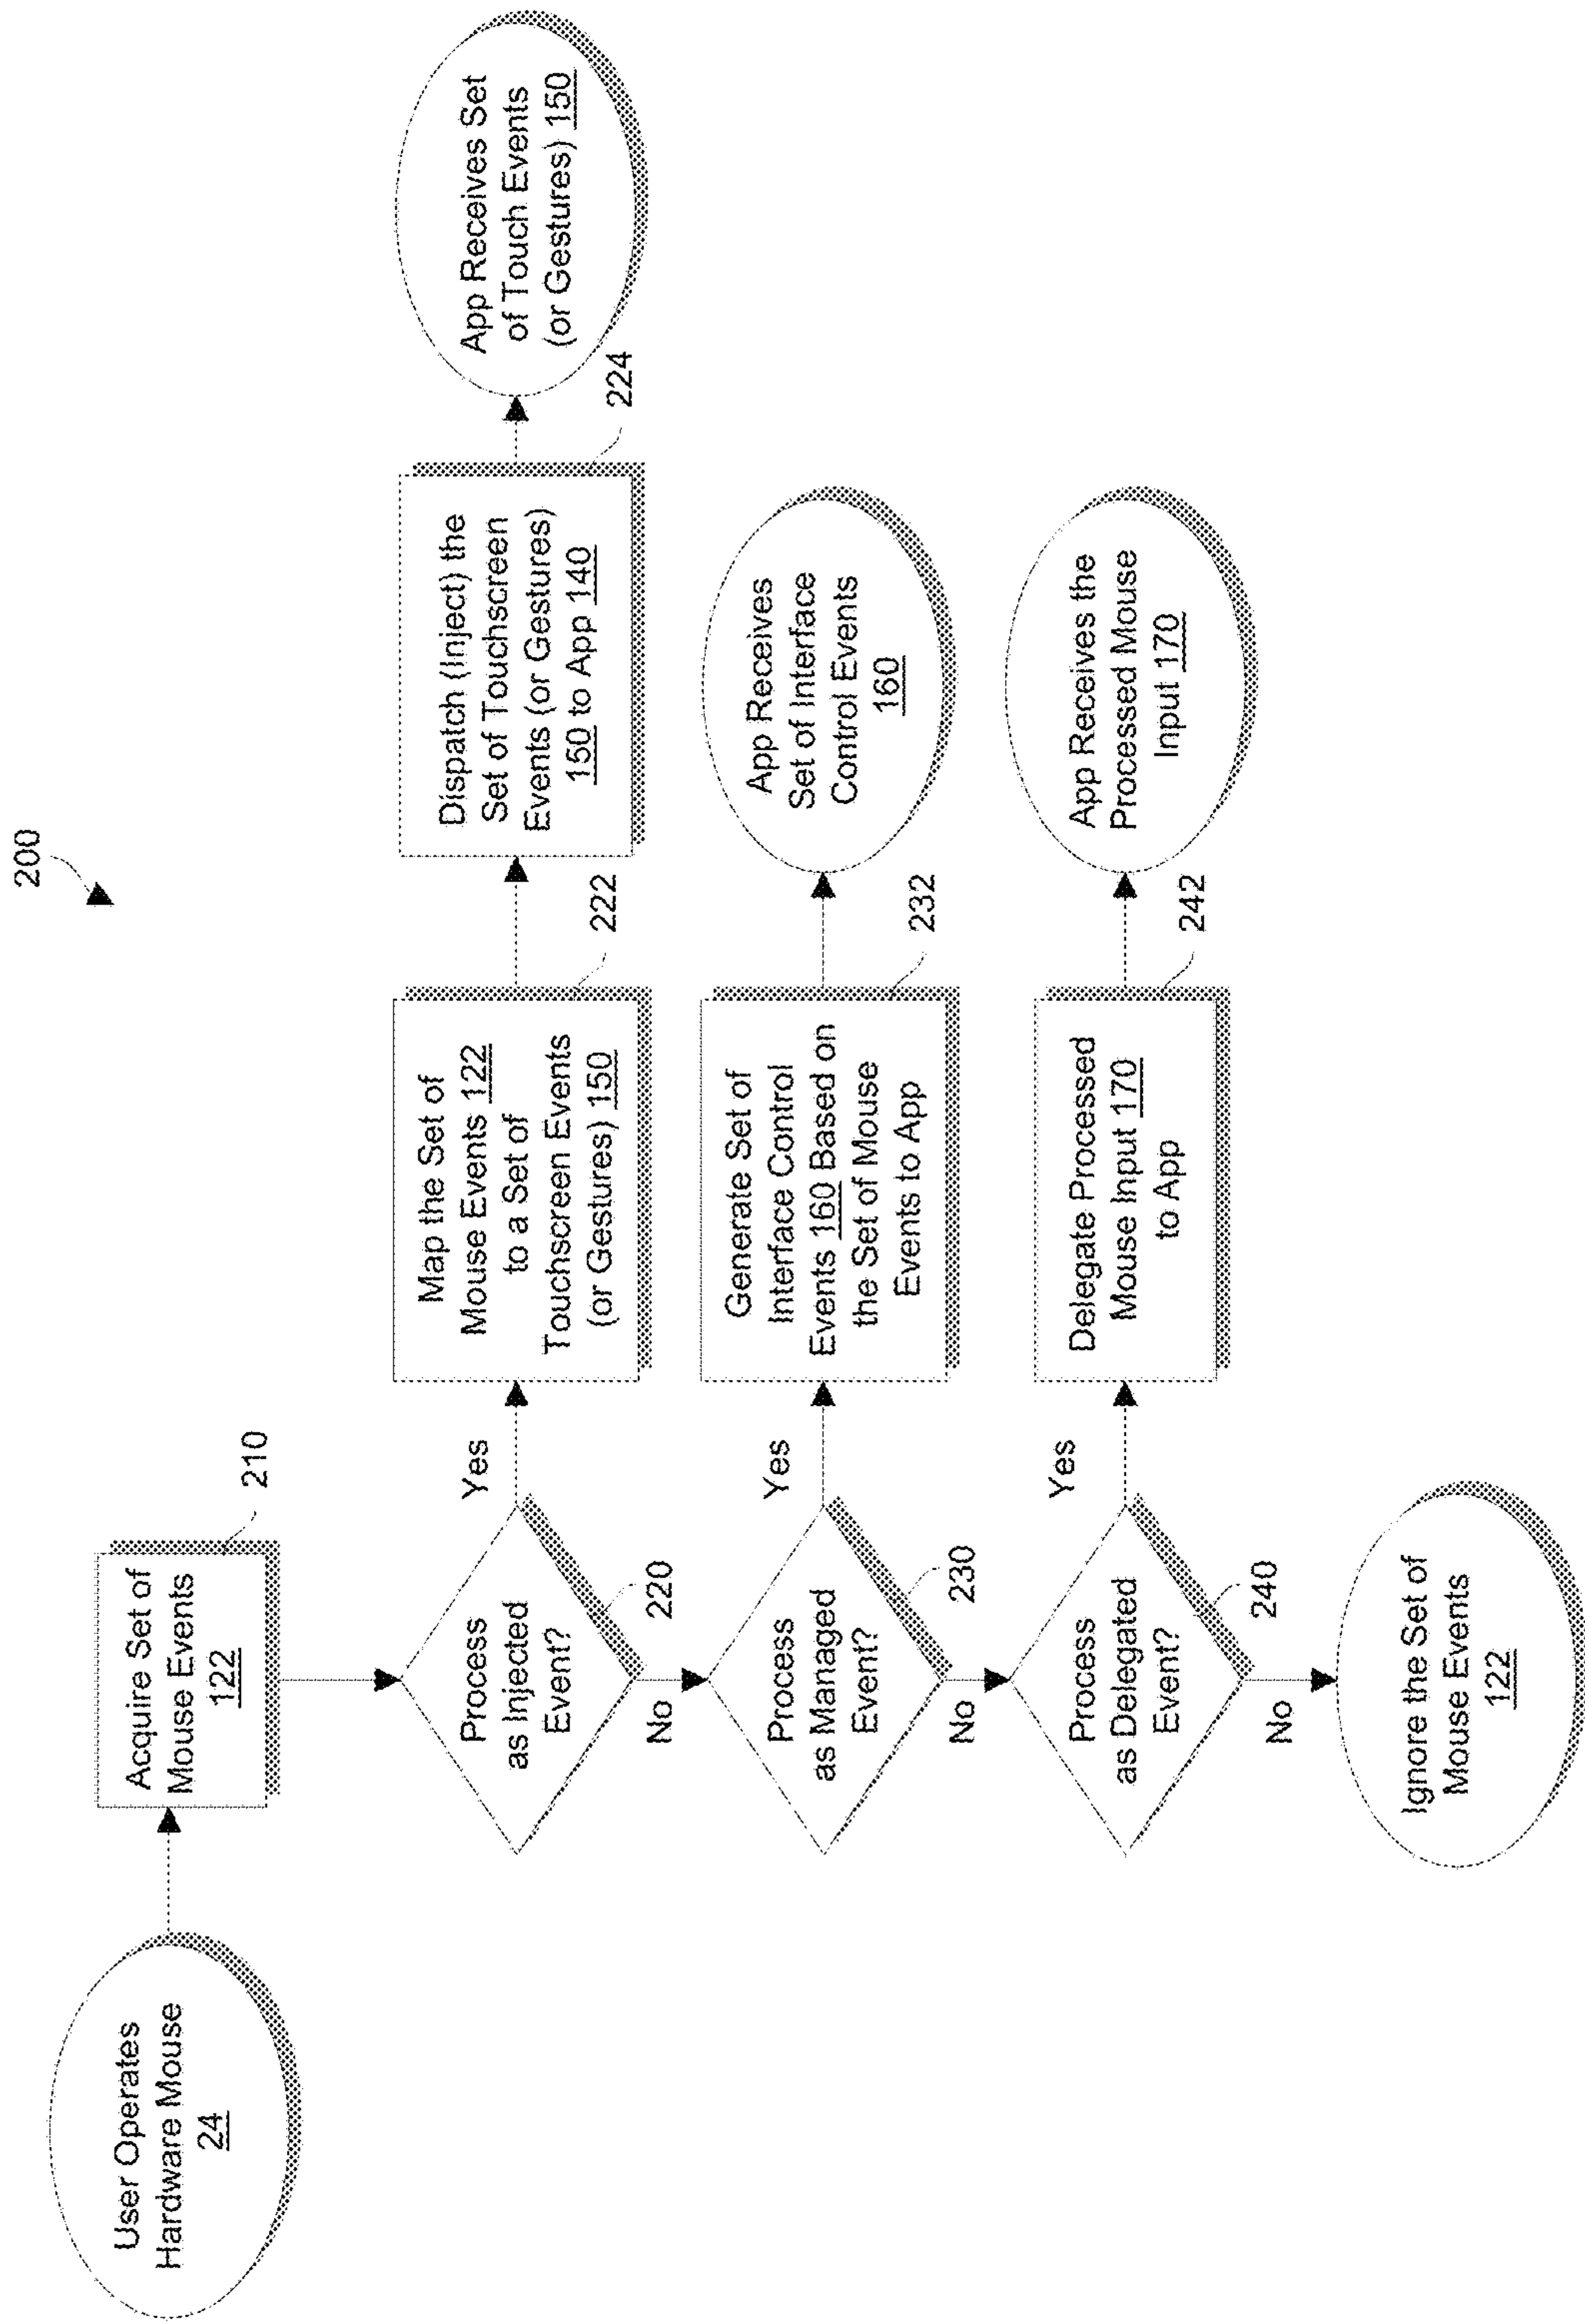 200
User Operates
Hardware Mouse
24
Acquire Set of
Mouse Events
122
210
Process
as Injected
Event?
220
Yes
No
Map the Set of
Mouse Events 122
to a Set of
Touchscreen Events
(or Gestures) 150
222
Dispatch (Inject) the
Set of Touchscreen
Events (or Gestures)
150 to App 140
224
App Receives Set
of Touch Events
(or Gestures) 150
Process
as Managed
Event?
230
Yes
No
Generate Set of
Interface Control
Events 160 Based on
the Set of Mouse
Events to App
232
App Receives
Set of Interface
Control Events
160
Process
as Delegated
Event?
240
Yes
No
Delegate Processed
Mouse Input 170
to App
242
App Receives the
Processed Mouse
Input 170
Ignore the Set of
Mouse Events
122